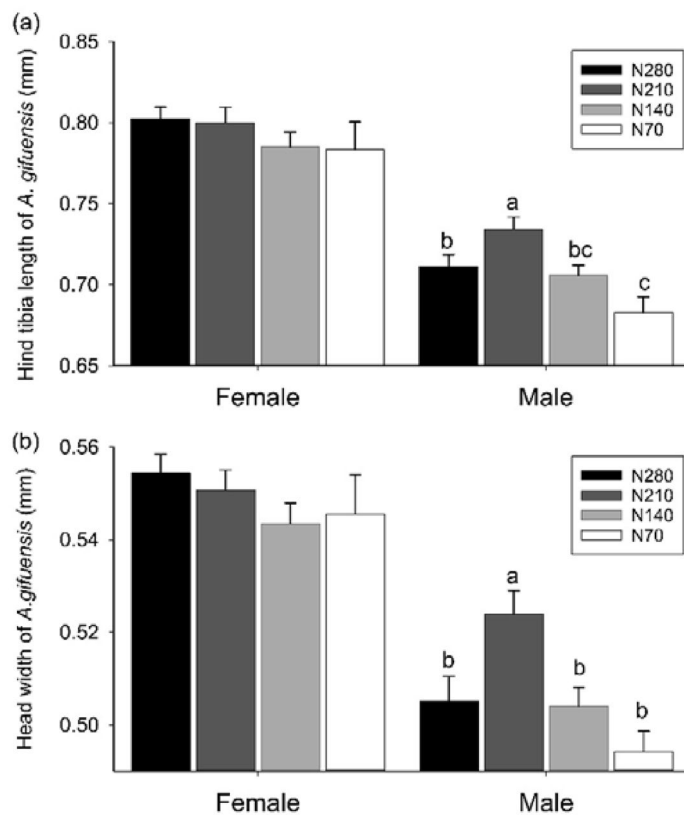 (a)
Hind tibia length of A. gifuensis (mm)
0.85
0.80
0.75
0.70
0.65
N280
N210
N140
N70
b
a
bc
c
Female
Male
(b)
Head width of A.gifuensis (mm)
0.56
0.54
0.52
0.50
N280
N210
N140
N70
b
a
b
b
Female
Male